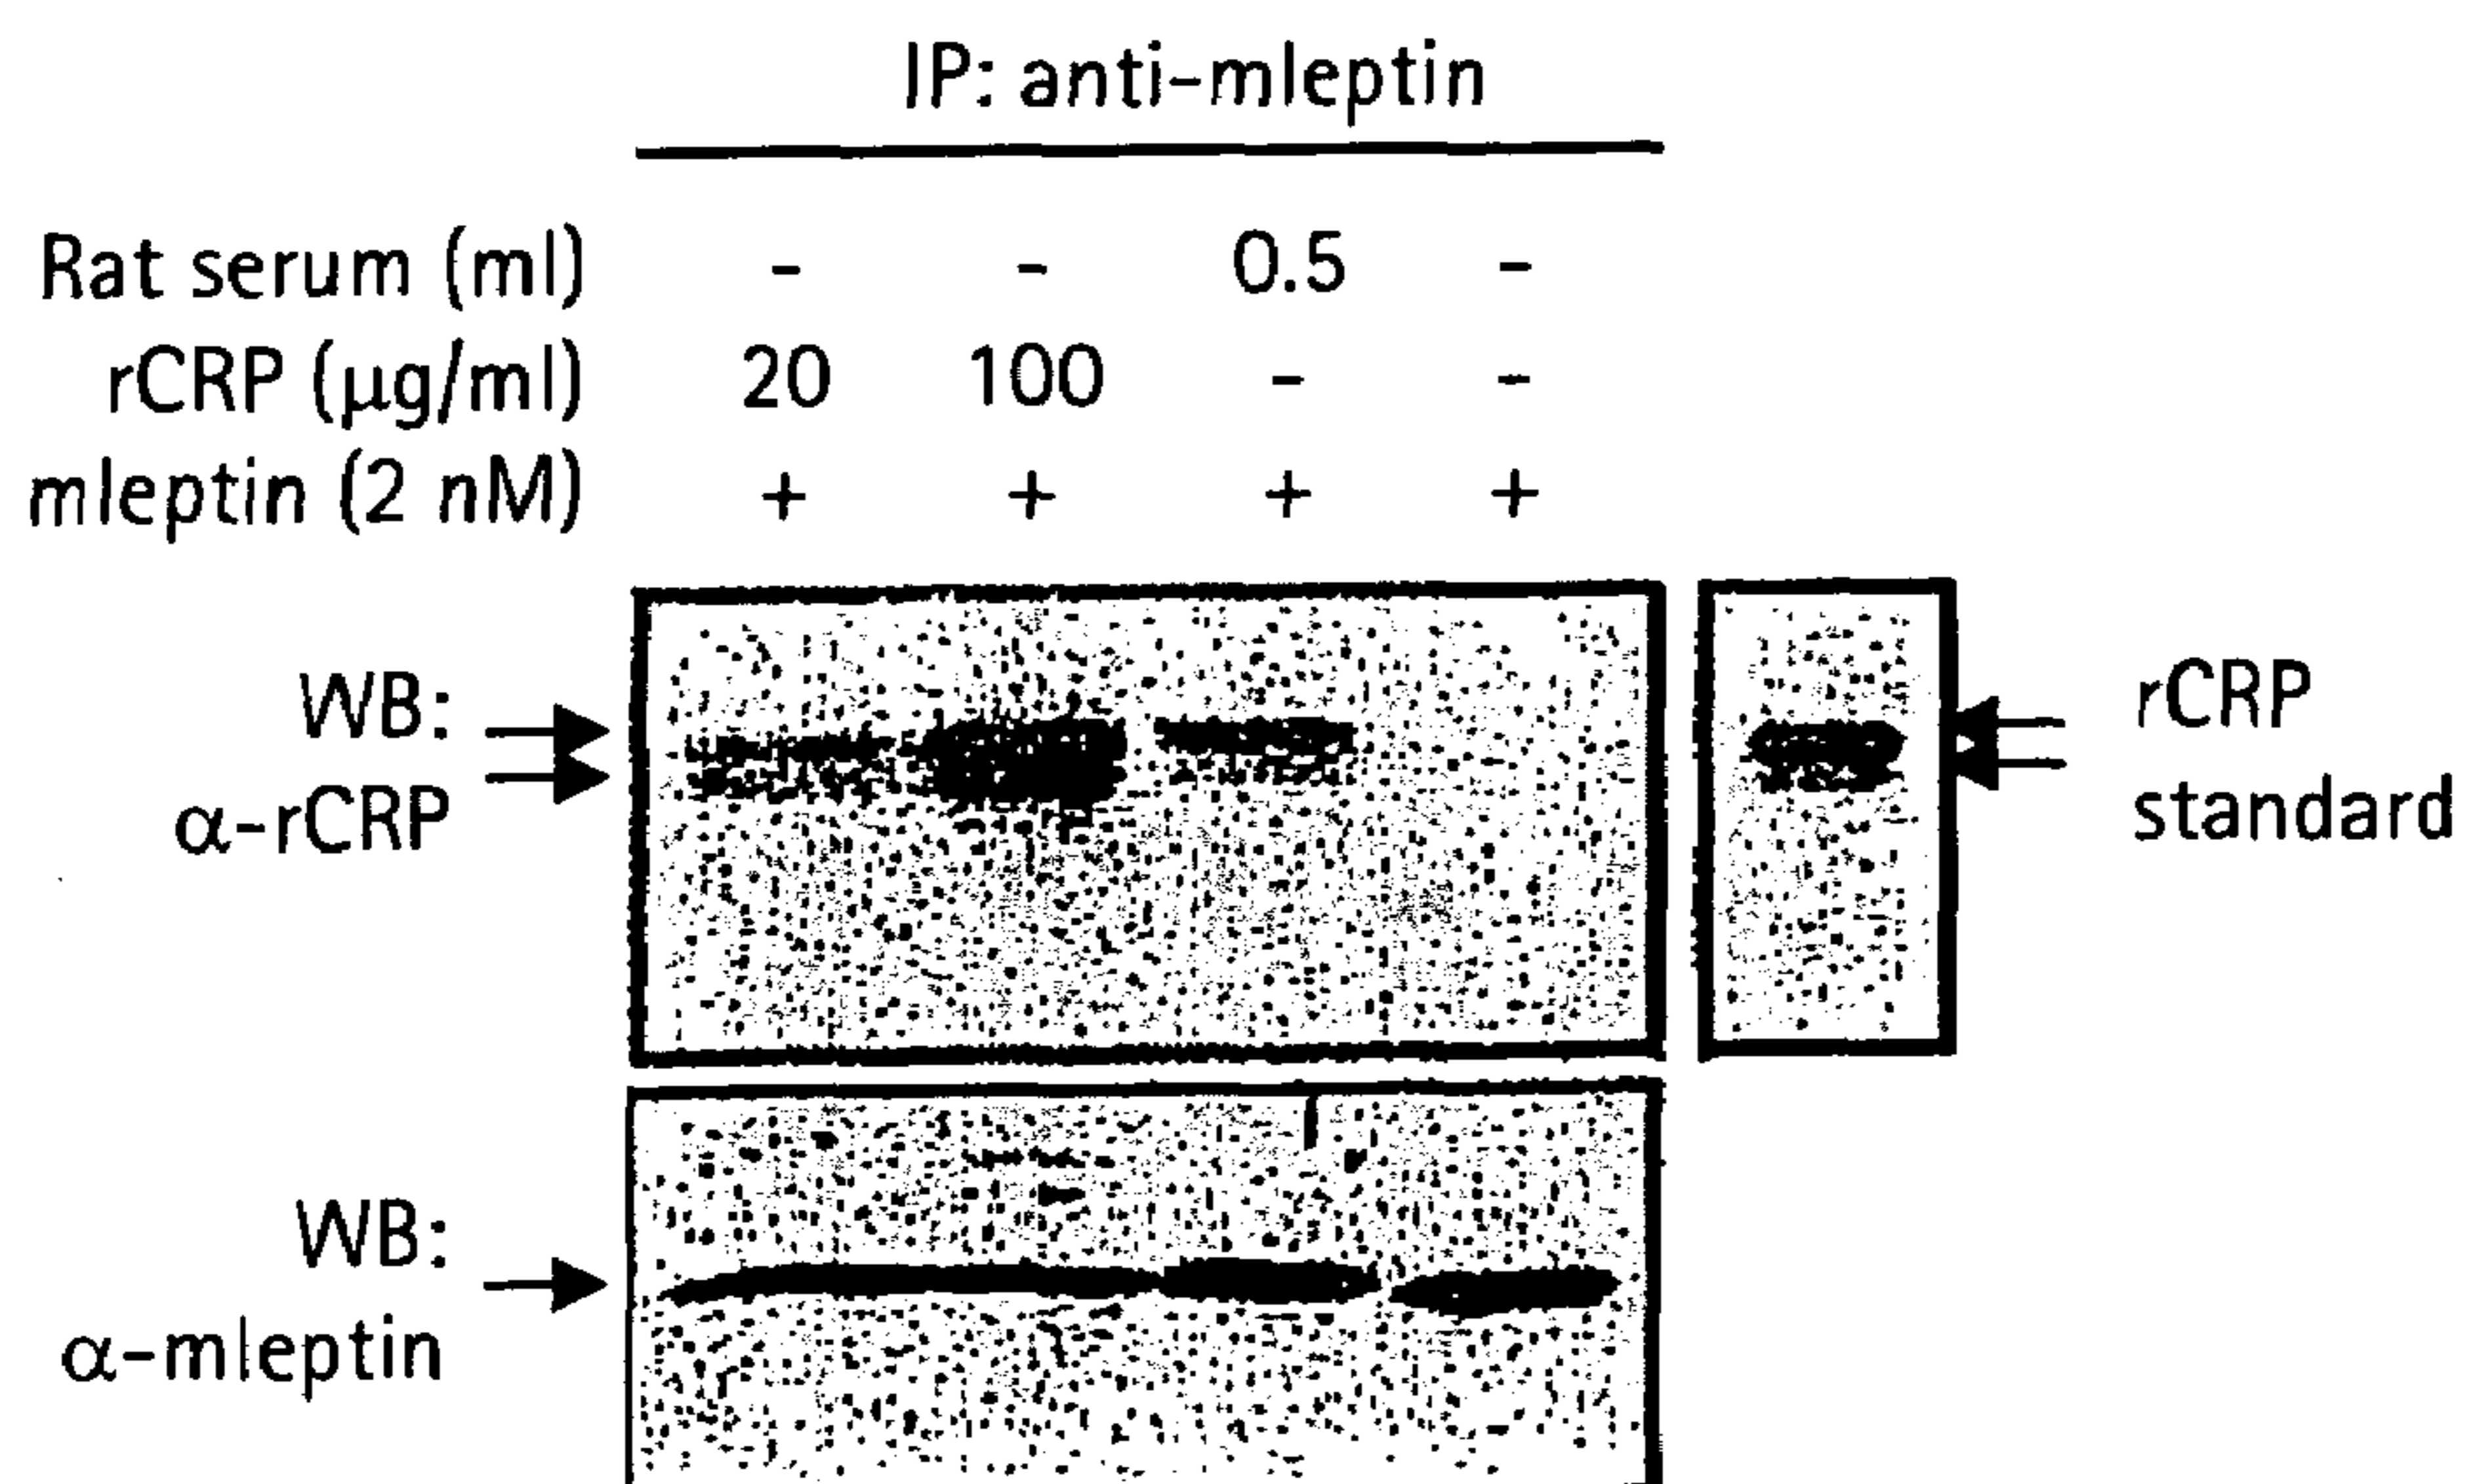 IP: anti-mleptin
Rat serum (ml) - - 0.5 -
rCRP (µg/ml) 20 100 - -
mleptin (2 nM) + + + +
WB:
α-rCRP
rCRP
standard
WB:
α-mleptin